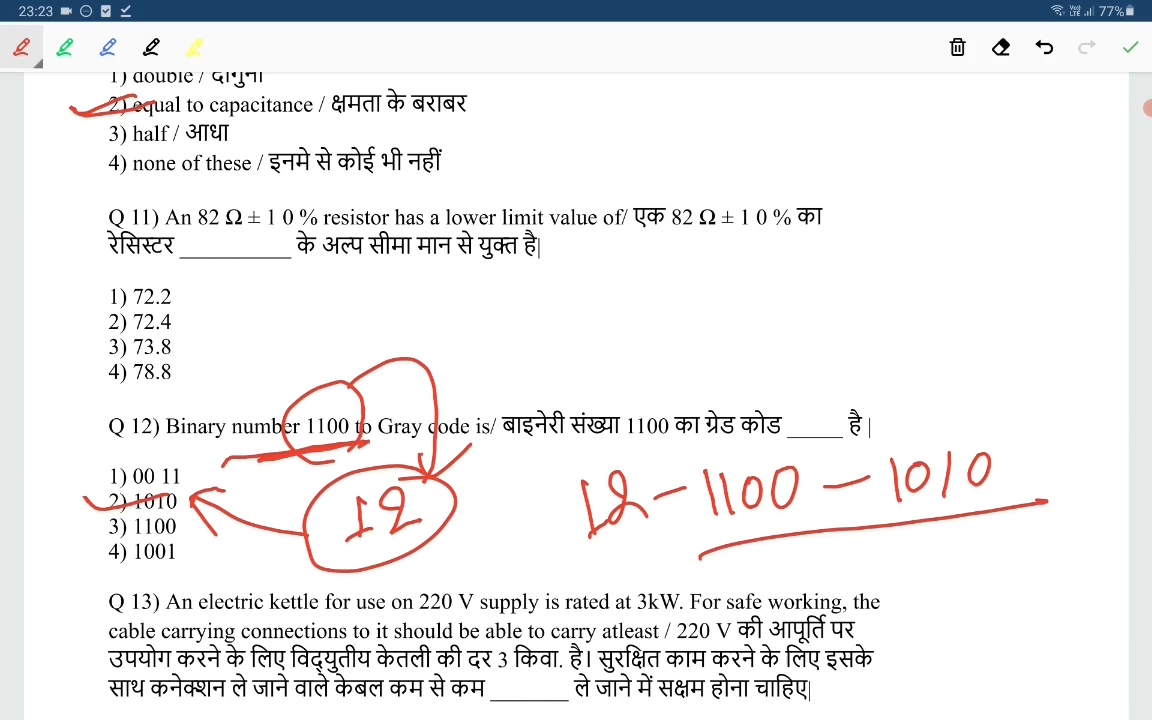 23:23 77%
1) double / दोगुना
2) equal to capacitance / क्षमता के बराबर
3) half / आधा
4) none of these / इनमे से कोई भी नहीं
Q 11) An 82 Ω ± 1 0 % resistor has a lower limit value of/ एक 82 Ω ± 1 0 % का
रेसिस्टर __________ के अल्प सीमा मान से युक्त है|
1) 72.2
2) 72.4
3) 73.8
4) 78.8
Q 12) Binary number 1100 to Gray code is/ बाइनेरी संख्या 1100 का ग्रेड कोड _____ है |
1) 00 11
2) 1010
3) 1100
4) 1001
12
12 - 1100 - 1010
Q 13) An electric kettle for use on 220 V supply is rated at 3kW. For safe working, the
cable carrying connections to it should be able to carry atleast / 220 V की आपूर्ति पर
उपयोग करने के लिए विद्युतीय केतली की दर 3 किवा. है। सुरक्षित काम करने के लिए इसके
साथ कनेक्शन ले जाने वाले केबल कम से कम _______ ले जाने में सक्षम होना चाहिए|